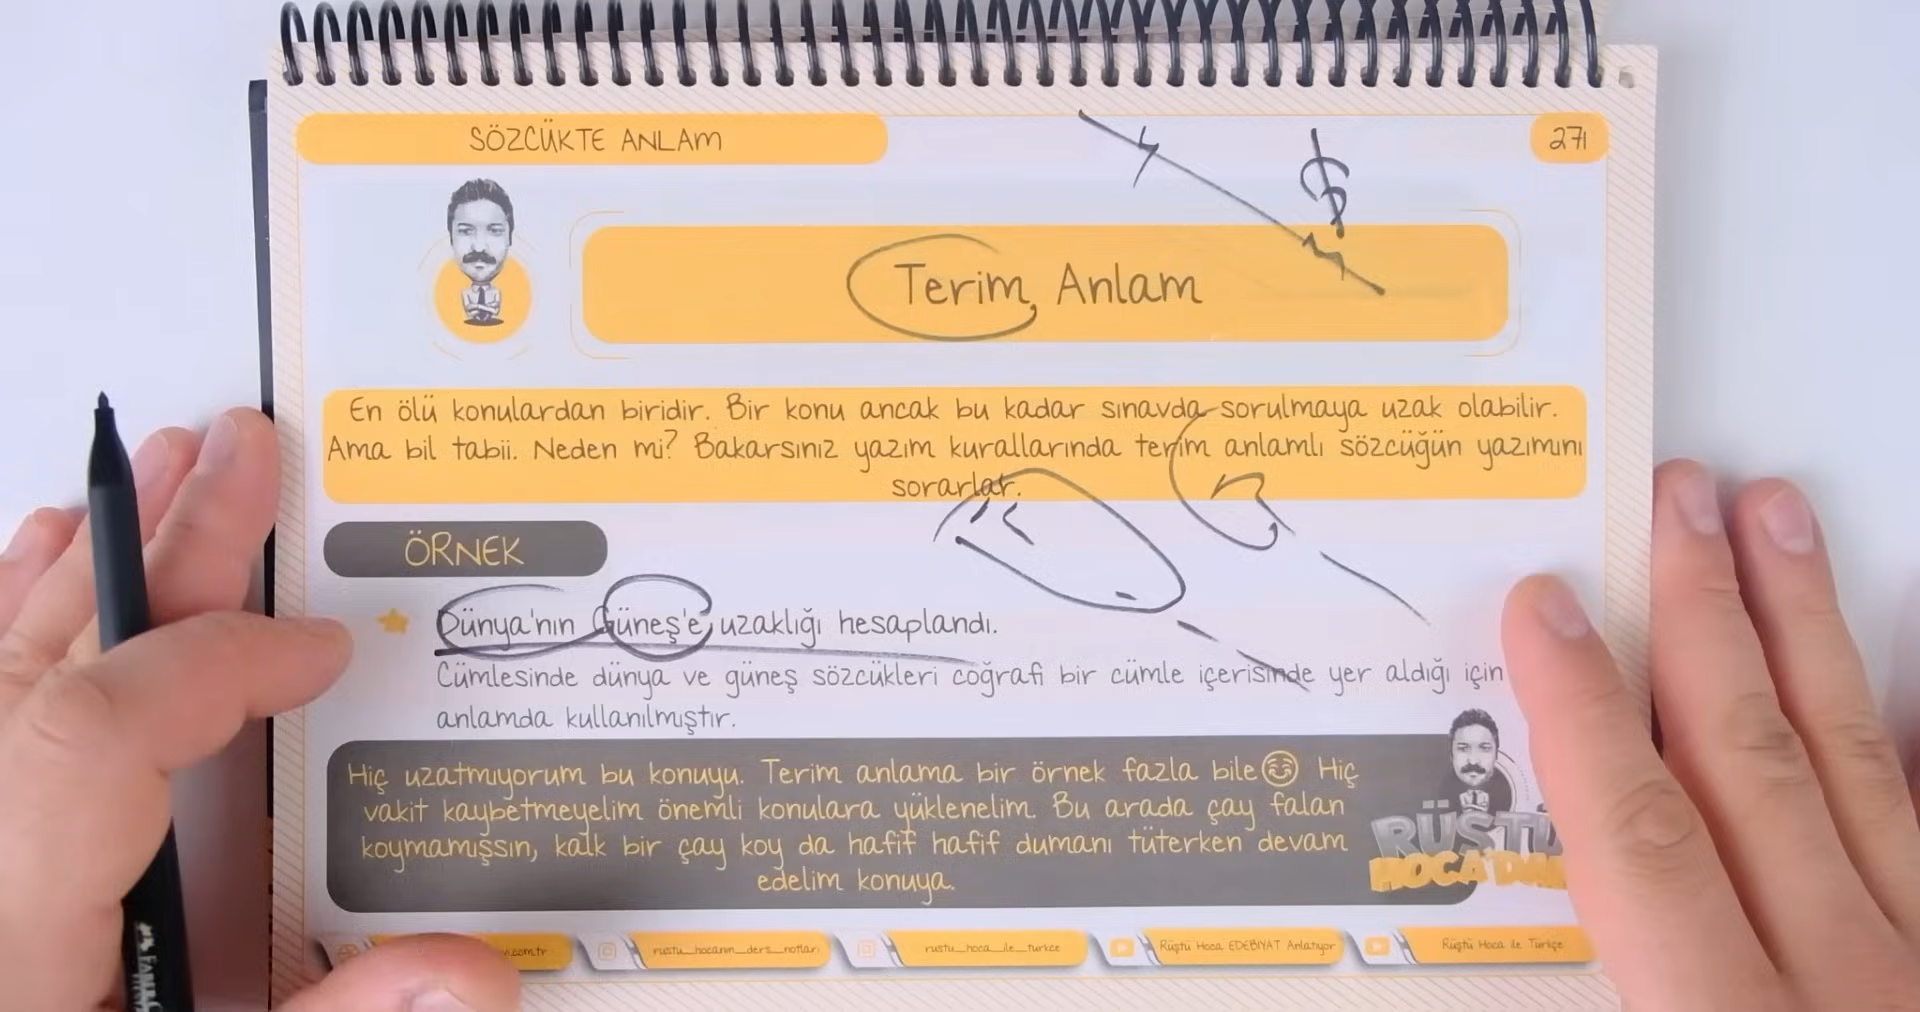 SÖZCÜKTE ANLAM
271
Terim Anlam
En ölü konulardan biridir. Bir konu ancak bu kadar sınavda sorulmaya uzak olabilir.
Ama bil tabii. Neden mi? Bakarsınız yazım kurallarında terim anlamlı sözcüğün yazımını
sorarlar.
ÖRNEK
Dünya'nın Güneş'e uzaklığı hesaplandı.
Cümlesinde dünya ve güneş sözcükleri coğrafi bir cümle içerisinde yer aldığı için
anlamda kullanılmıştır.
Hiç uzatmıyorum bu konuyu. Terim anlama bir örnek fazla bile Hiç
vakit kaybetmeyelim önemli konulara yüklenelim. Bu arada çay falan
koymamışsın, kalk bir çay koy da hafif hafif dumanı tüterken devam
edelim konuya.
RÜŞTÜ
.com.tr
rustu_hocanın_ders_notları
rustu_hoca_ile_turkce
Rüştü Hoca EDEBİYAT Anlatıyor
Rüştü Hoca ile Türkçe